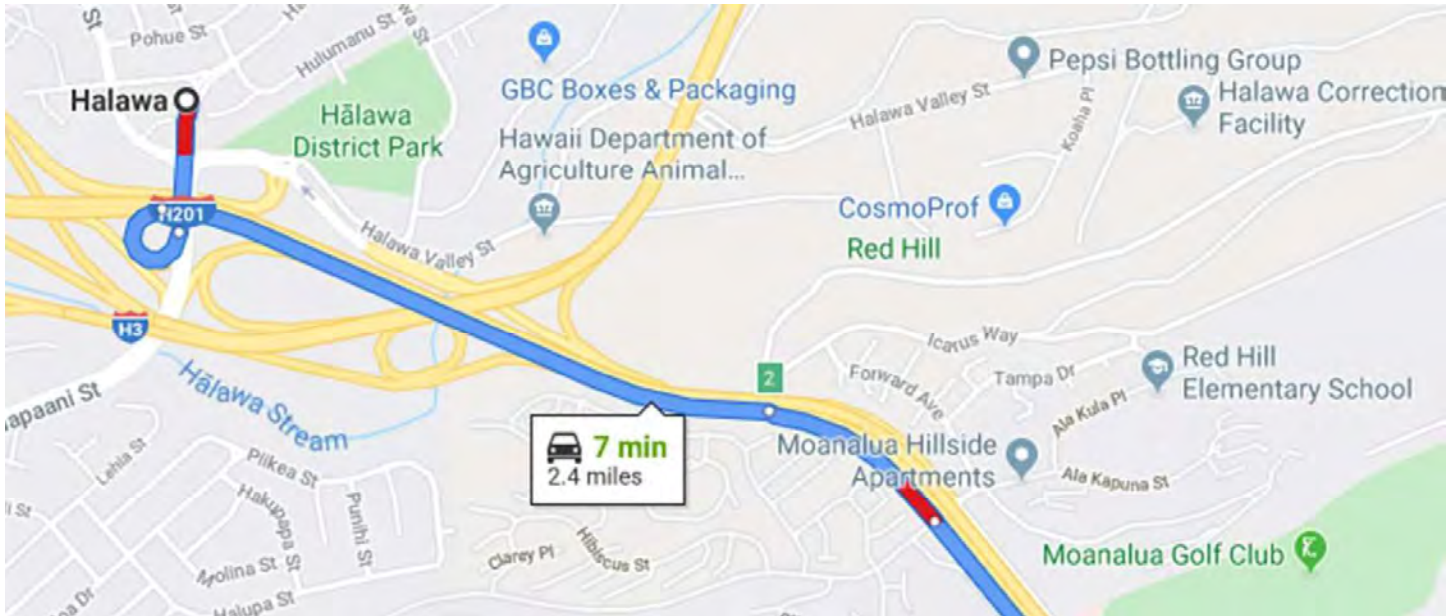 Pohue St
Hulumanu St
Halawa
Hālawa
District Park
GBC Boxes & Packaging
Hawaii Department of
Agriculture Animal...
Pepsi Bottling Group
Halawa Valley St
Koaha Pl
Halawa Correction
Facility
CosmoProf
Red Hill
H201
Halawa Valley St
H3
Hālawa Stream
apaani St
2
Icarus Way
Forward Ave
Tampa Dr
Red Hill
Elementary School
Ala Kula Pl
7 min
2.4 miles
Moanalua Hillside
Apartments
Ala Kapuna St
Lehia St
Piikea St
Hakupapa St
Punihi St
Molina St
Halupa St
Clarey Pl
Hibiscus St
Moanalua Golf Club